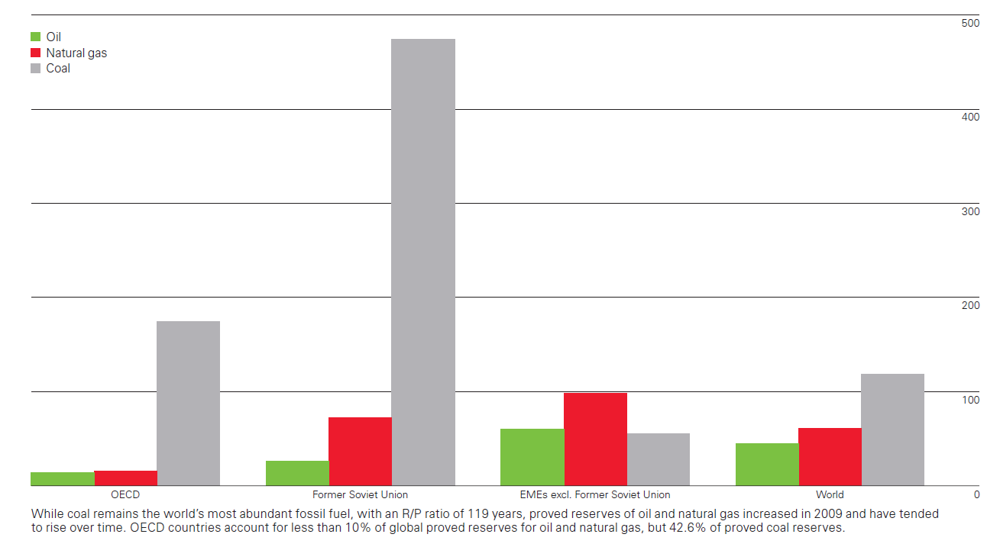 500
Oil
Natural gas
Coal
400
300
200
100
OECD Former Soviet Union EMEs excl. Former Soviet Union World 0
While coal remains the world's most abundant fossil fuel, with an R/P ratio of 119 years, proved reserves of oil and natural gas increased in 2009 and have tended
to rise over time. OECD countries account for less than 10% of global proved reserves for oil and natural gas, but 42.6% of proved coal reserves.